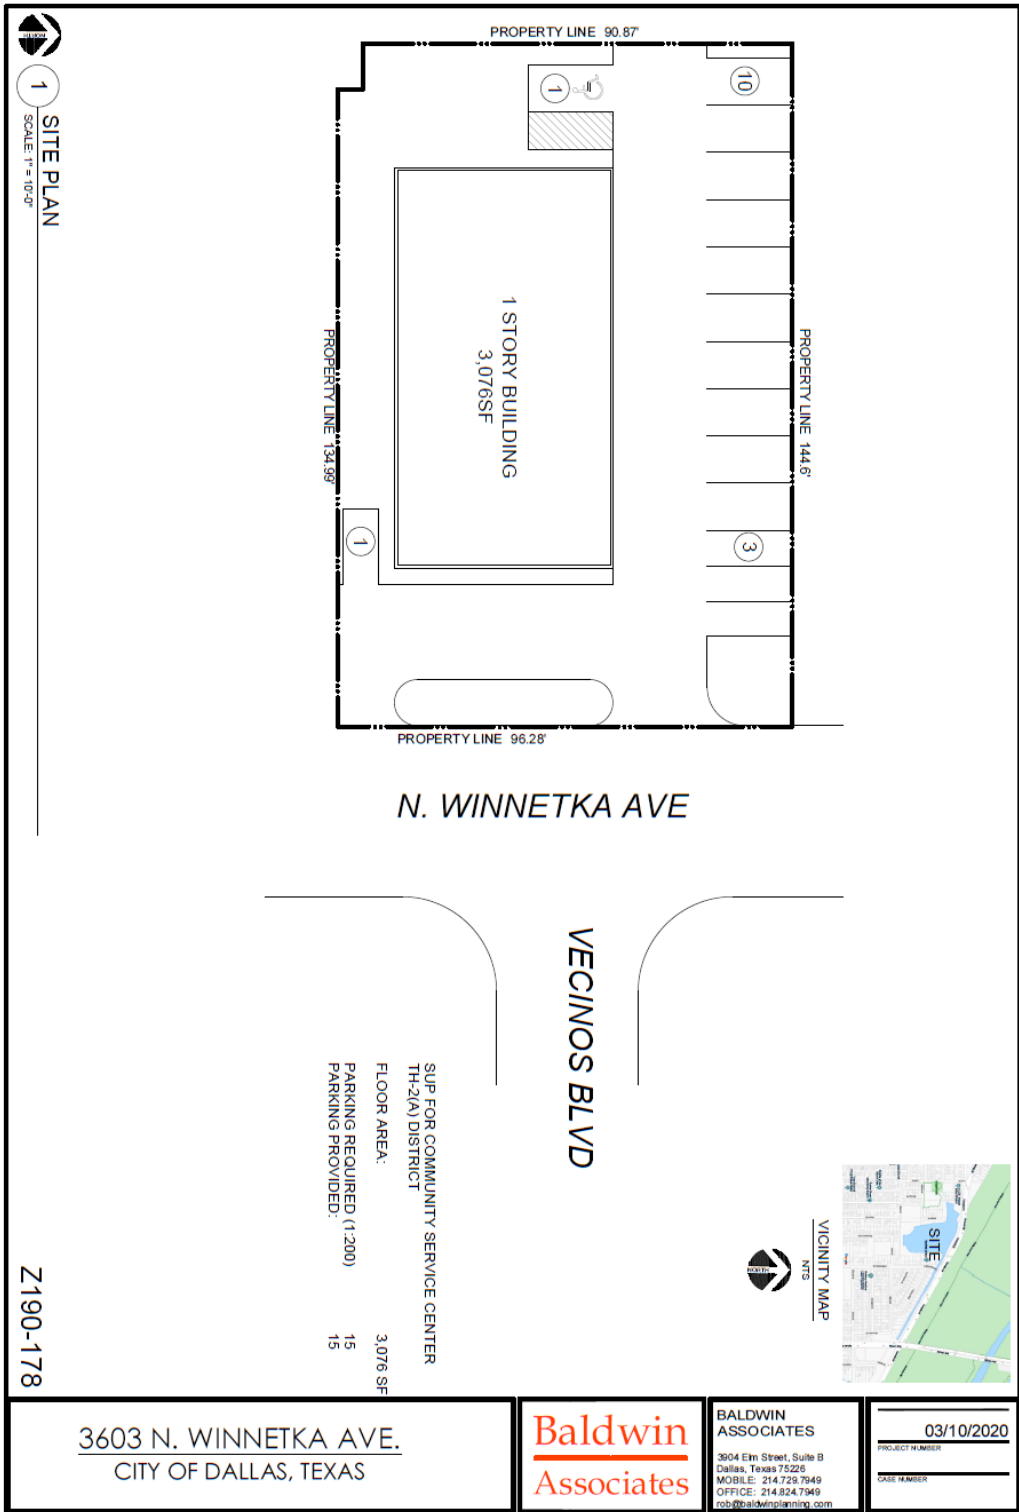 NORTH
1
SITE PLAN
SCALE: 1" = 10'-0"
PROPERTY LINE 90.87'
10
1
1 STORY BUILDING
3,076SF
PROPERTY LINE 134.99'
PROPERTY LINE 144.6'
3
1
PROPERTY LINE 96.28'
N. WINNETKA AVE
VECINOS BLVD
SUP FOR COMMUNITY SERVICE CENTER
TH-2(A) DISTRICT
FLOOR AREA: 3,076 SF
PARKING REQUIRED (1:200) 15
PARKING PROVIDED: 15
SITE
VICINITY MAP
NTS
NORTH
Z190-178
3603 N. WINNETKA AVE.
CITY OF DALLAS, TEXAS
Baldwin
Associates
BALDWIN
ASSOCIATES
3904 Elm Street, Suite B
Dallas, Texas 75226
MOBILE: 214.729.7949
OFFICE: 214.824.7949
rob@baldwinplanning.com
03/10/2020
PROJECT NUMBER
CASE NUMBER